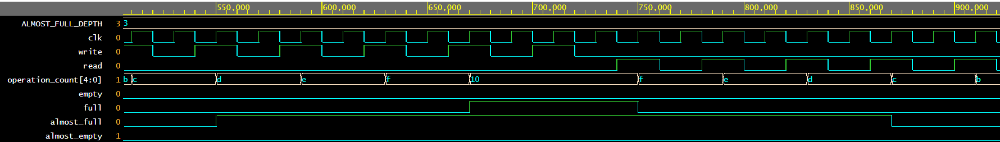 550,000 600,000 650,000 700,000 750,000 800,000 850,000 900,000
ALMOST_FULL_DEPTH 3 3
clk 0
write 0
read 0
operation_count[4:0] 1 b c d e f 10 f e d c b
empty 0
full 0
almost_full 0
almost_empty 1